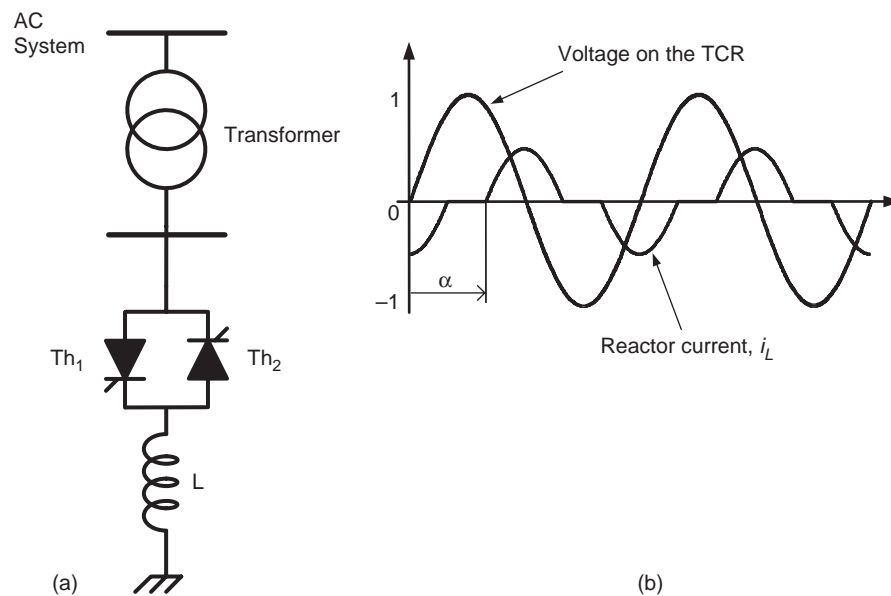 AC
System
Transformer
Th1
Th2
L
(a)
Voltage on the TCR
1
0
–1
α
Reactor current, iL
(b)